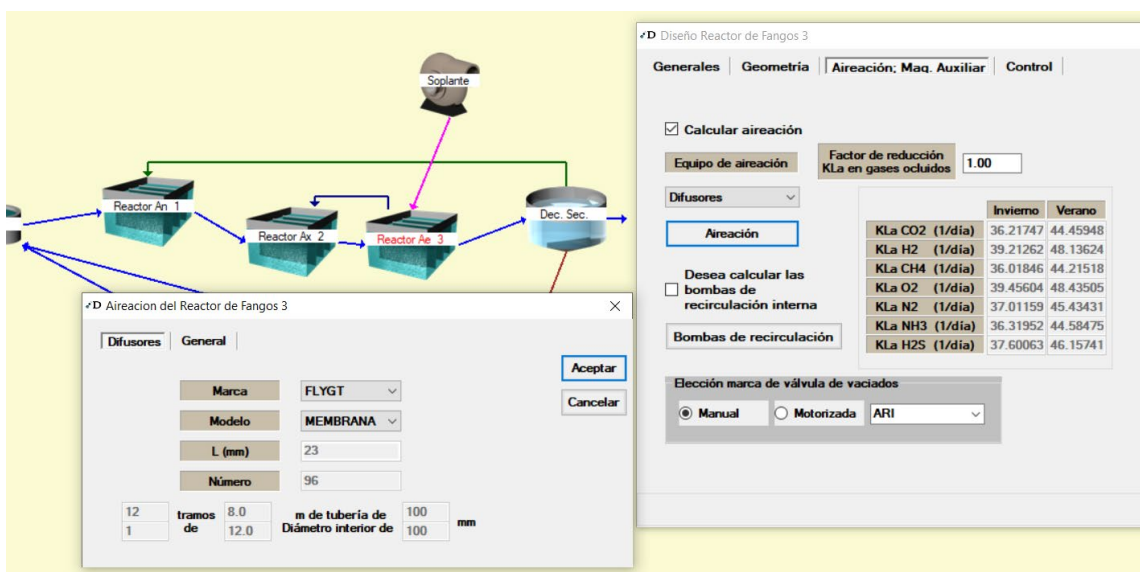 Soplante
Reactor An 1
Reactor Ax 2
Reactor Ae 3
Dec. Sec.
Diseño Reactor de Fangos 3
Generales Geometría Aireación; Maq. Auxiliar Control
Calcular aireación
Equipo de aireación
Factor de reducción
KLa en gases ocluidos
1.00
Difusores
Aireación
Desea calcular las
bombas de
recirculación interna
Bombas de recirculación
Invierno Verano
KLa CO2 (1/día) 36.21747 44.45948
KLa H2 (1/día) 39.21262 48.13624
KLa CH4 (1/día) 36.01846 44.21518
KLa O2 (1/día) 39.45604 48.43505
KLa N2 (1/día) 37.01159 45.43431
KLa NH3 (1/día) 36.31952 44.58475
KLa H2S (1/día) 37.60063 46.15741
Elección marca de válvula de vaciados
Manual Motorizada ARI
Aireacion del Reactor de Fangos 3
Difusores General
Aceptar
Cancelar
Marca FLYGT
Modelo MEMBRANA
L (mm) 23
Número 96
12 tramos 8.0 m de tubería de 100 mm
1 de 12.0 Diámetro interior de 100